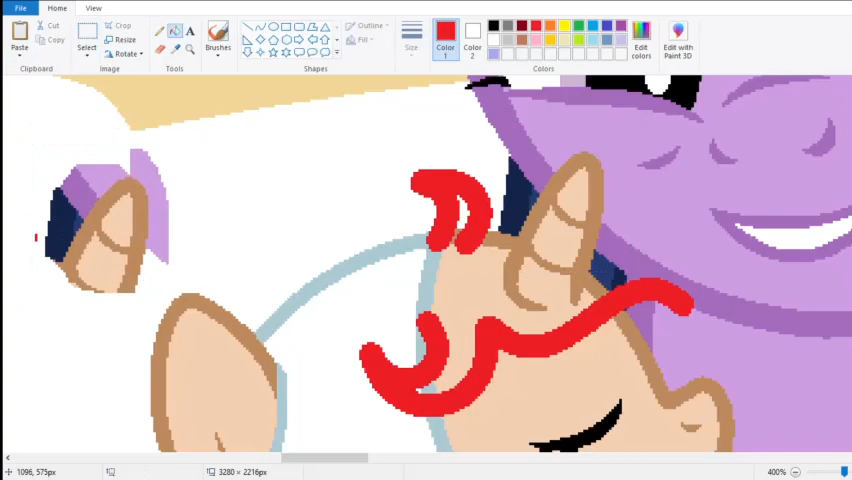 File Home View
Paste
Cut
Copy
Clipboard
Select
Crop
Resize
Rotate
Image
A
Tools
Brushes
Shapes
Outline
Fill
Size
Color
1
Color
2
Edit
colors
Colors
Edit with
Paint 3D
1096, 575px
3280 × 2216px
400%